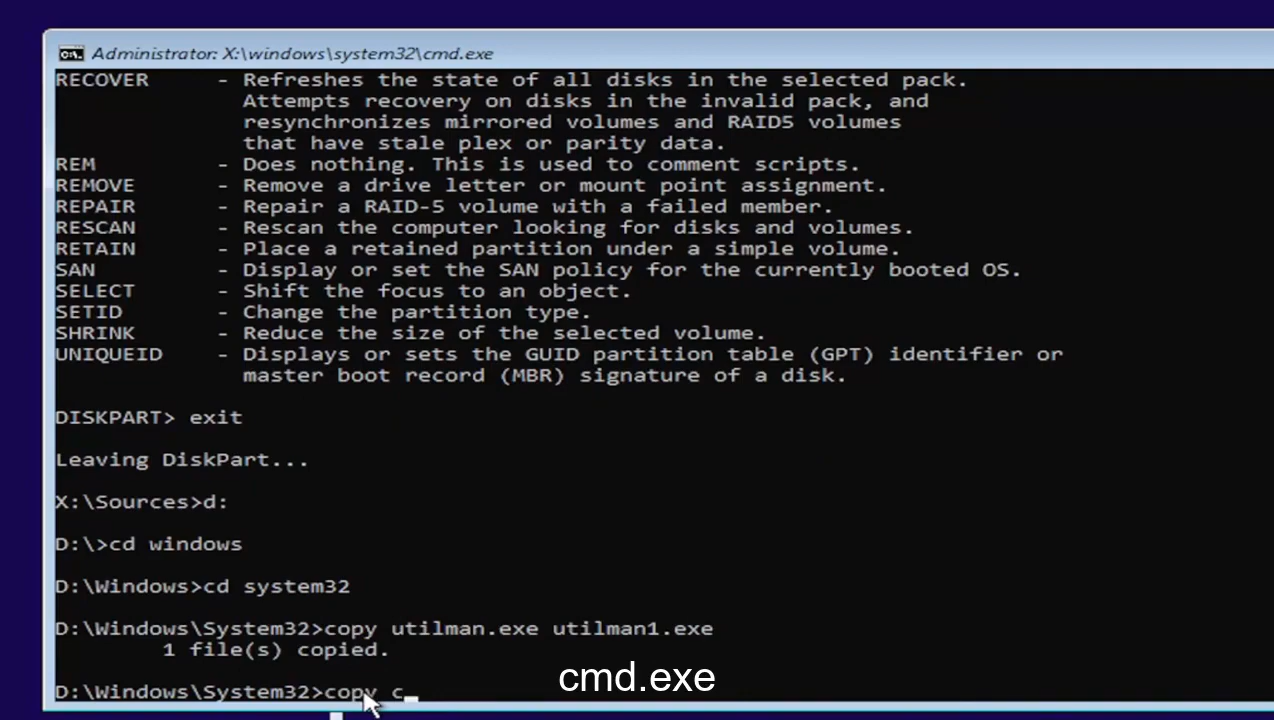 Administrator: X:\windows\system32\cmd.exe
RECOVER - Refreshes the state of all disks in the selected pack.
Attempts recovery on disks in the invalid pack, and
resynchronizes mirrored volumes and RAID5 volumes
that have stale plex or parity data.
REM - Does nothing. This is used to comment scripts.
REMOVE - Remove a drive letter or mount point assignment.
REPAIR - Repair a RAID-5 volume with a failed member.
RESCAN - Rescan the computer looking for disks and volumes.
RETAIN - Place a retained partition under a simple volume.
SAN - Display or set the SAN policy for the currently booted OS.
SELECT - Shift the focus to an object.
SETID - Change the partition type.
SHRINK - Reduce the size of the selected volume.
UNIQUEID - Displays or sets the GUID partition table (GPT) identifier or
master boot record (MBR) signature of a disk.
DISKPART> exit
Leaving DiskPart...
X:\Sources>d:
D:\>cd windows
D:\Windows>cd system32
D:\Windows\System32>copy utilman.exe utilman1.exe
1 file(s) copied.
D:\Windows\System32>copy c_
cmd.exe